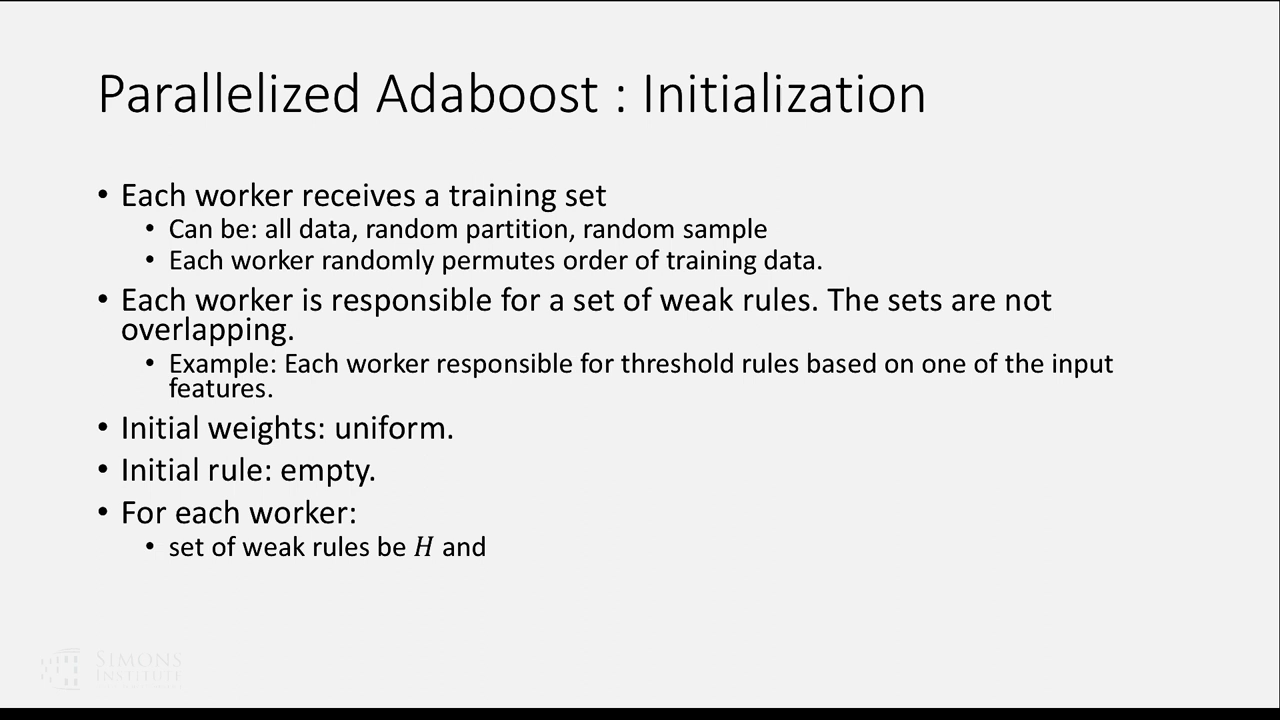 Parallelized Adaboost : Initialization
• Each worker receives a training set
• Can be: all data, random partition, random sample
• Each worker randomly permutes order of training data.
• Each worker is responsible for a set of weak rules. The sets are not
overlapping.
• Example: Each worker responsible for threshold rules based on one of the input
features.
• Initial weights: uniform.
• Initial rule: empty.
• For each worker:
• set of weak rules be H and
SIMONS
INSTITUTE